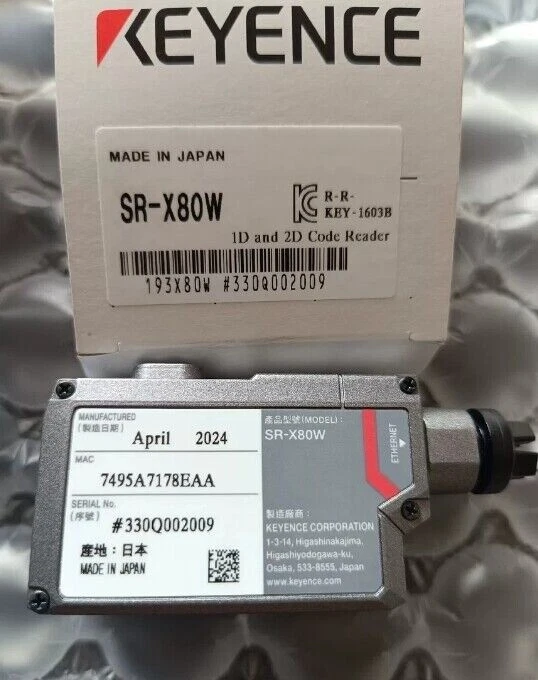 KEYENCE
MADE IN JAPAN
SR-X80W
R-R-
KEY-1603B
1D and 2D Code Reader
193X80W #330Q002009
MANUFACTURED
(製造日期)
April 2024
MAC
7495A7178EAA
SERIAL No.
(序號)
#330Q002009
産地：日本
MADE IN JAPAN
產品型號(MODEL)：
SR-X80W
ETHERNET
製造廠商：
KEYENCE CORPORATION
1-3-14, Higashinakajima,
Higashiyodogawa-ku,
Osaka, 533-8555, Japan
www.keyence.com